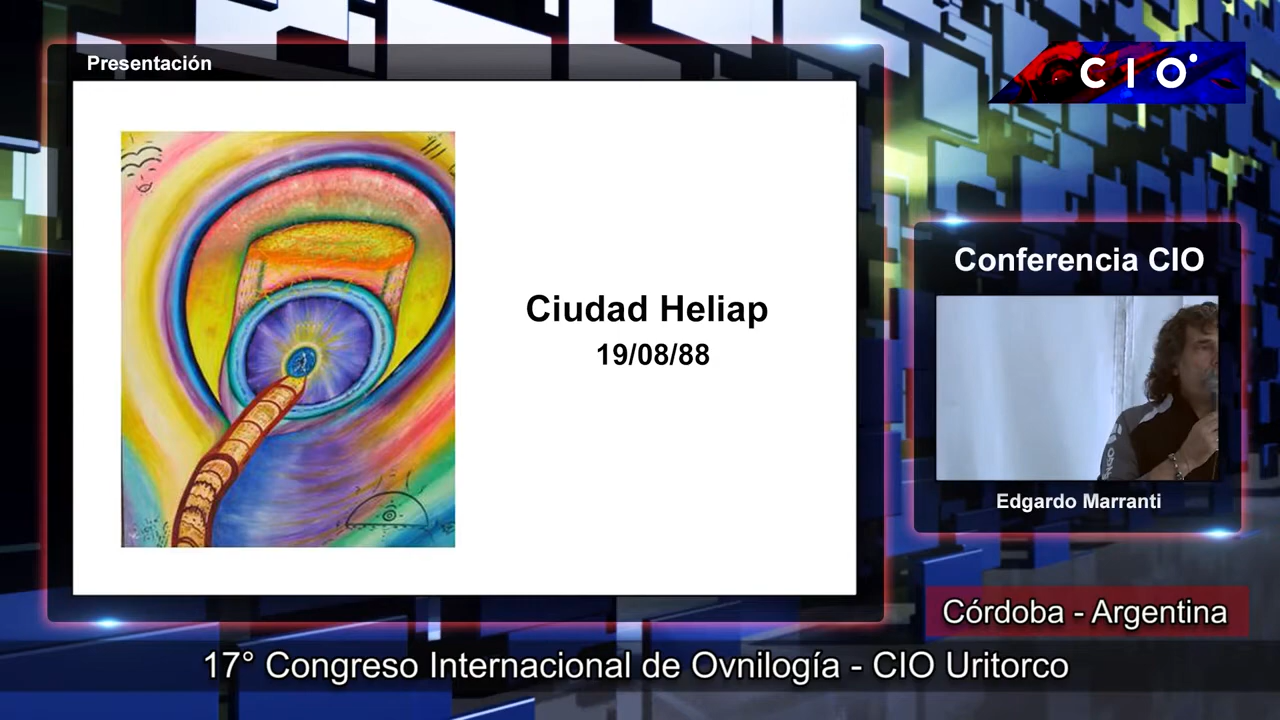 Presentación
CIO
Ciudad Heliap
19/08/88
Conferencia CIO
Edgardo Marranti
Córdoba - Argentina
17° Congreso Internacional de Ovnilogía - CIO Uritorco